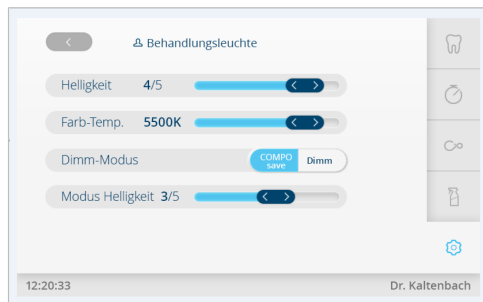 Behandlungsleuchte
Helligkeit 4/5
Farb-Temp. 5500K
Dimm-Modus COMPO save Dimm
Modus Helligkeit 3/5
12:20:33 Dr. Kaltenbach